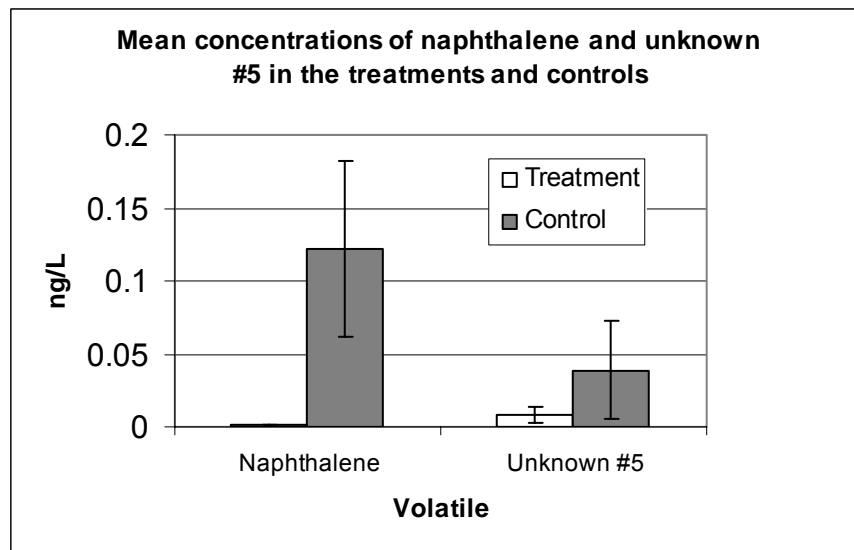 Mean concentrations of naphthalene and unknown
#5 in the treatments and controls
0.2
0.15
0.1
0.05
0
ng/L
Treatment
Control
Naphthalene
Unknown #5
Volatile